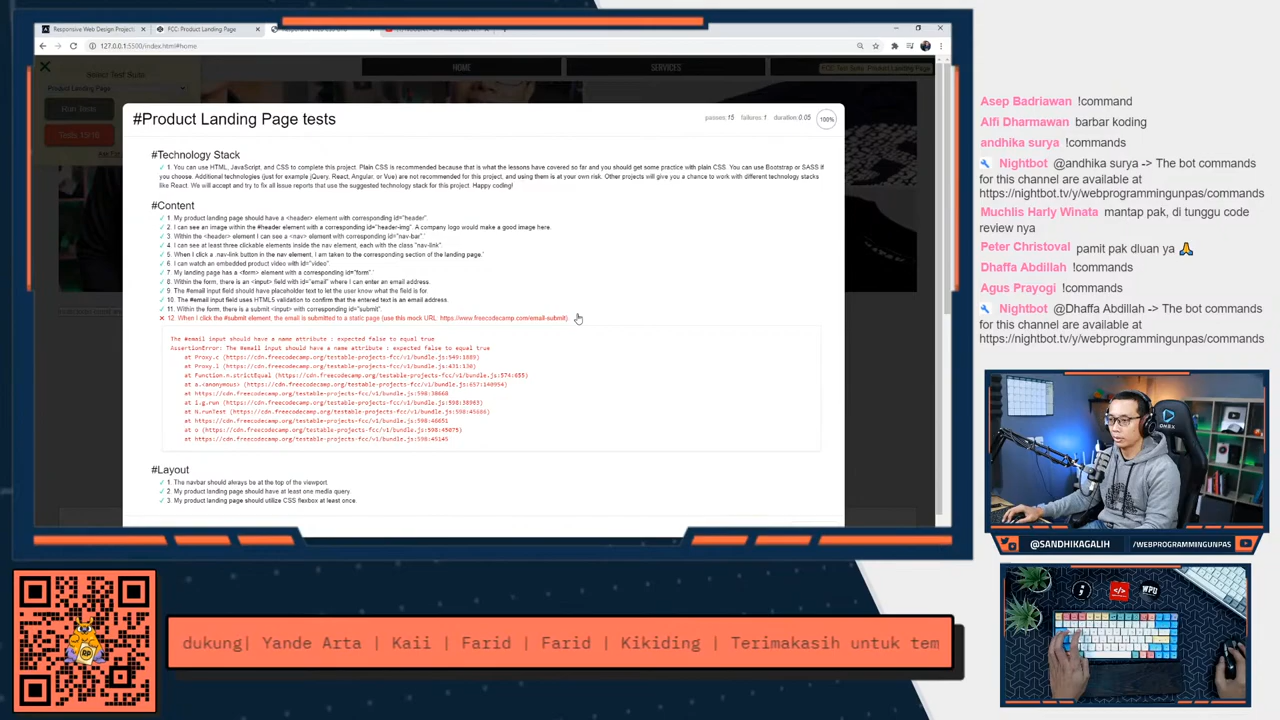 Responsive Web Design Project
FCC: Product Landing Page
127.0.0.1:5500/index.html#home
Select Test Suite
Product Landing Page
Run Tests
Tests 15/16
HOME
SERVICES
FCC Test Suite: Product Landing Page
#Product Landing Page tests
passes: 15 failures: 1 duration: 0.05
100%
#Technology Stack
✓ 1. You can use HTML, JavaScript, and CSS to complete this project. Plain CSS is recommended because that is what the lessons have covered so far and you should get some practice with plain CSS. You can use Bootstrap or SASS if
you choose. Additional technologies (just for example jQuery, React, Angular, or Vue) are not recommended for this project, and using them is at your own risk. Other projects will give you a chance to work with different technology stacks
like React. We will accept and try to fix all issue reports that use the suggested technology stack for this project. Happy coding!
#Content
✓ 1. My product landing page should have a <header> element with corresponding id="header".
✓ 2. I can see an image within the #header element with a corresponding id="header-img". A company logo would make a good image here.
✓ 3. Within the <header> element I can see a <nav> element with corresponding id="nav-bar".
✓ 4. I can see at least three clickable elements inside the nav element, each with the class "nav-link".
✓ 5. When I click a .nav-link button in the nav element, I am taken to the corresponding section of the landing page.'
✓ 6. I can watch an embedded product video with id="video".
✓ 7. My landing page has a <form> element with a corresponding id="form".'
✓ 8. Within the form, there is an <input> field with id="email" where I can enter an email address.
✓ 9. The #email input field should have placeholder text to let the user know what the field is for.
✓ 10. The #email input field uses HTML5 validation to confirm that the entered text is an email address.
✓ 11. Within the form, there is a submit <input> with corresponding id="submit".
✕ 12. When I click the #submit element, the email is submitted to a static page (use this mock URL: https://www.freecodecamp.com/email-submit).
The #email input should have a name attribute : expected false to equal true
AssertionError: The #email input should have a name attribute : expected false to equal true
at Proxy.c (https://cdn.freecodecamp.org/testable-projects-fcc/v1/bundle.js:540:1889)
at Proxy.l (https://cdn.freecodecamp.org/testable-projects-fcc/v1/bundle.js:431:130)
at Function.n.strictEqual (https://cdn.freecodecamp.org/testable-projects-fcc/v1/bundle.js:574:655)
at a.<anonymous> (https://cdn.freecodecamp.org/testable-projects-fcc/v1/bundle.js:657:140954)
at https://cdn.freecodecamp.org/testable-projects-fcc/v1/bundle.js:598:38660
at i.g.run (https://cdn.freecodecamp.org/testable-projects-fcc/v1/bundle.js:598:38983)
at N.runTest (https://cdn.freecodecamp.org/testable-projects-fcc/v1/bundle.js:598:45686)
at https://cdn.freecodecamp.org/testable-projects-fcc/v1/bundle.js:598:46651
at o (https://cdn.freecodecamp.org/testable-projects-fcc/v1/bundle.js:598:45075)
at https://cdn.freecodecamp.org/testable-projects-fcc/v1/bundle.js:598:45145
#Layout
✓ 1. The navbar should always be at the top of the viewport.
✓ 2. My product landing page should have at least one media query.
✓ 3. My product landing page should utilize CSS flexbox at least once.
Asep Badriawan !command
Alfi Dharmawan barbar koding
andhika surya !commands
Nightbot @andhika surya -> The bot commands
for this channel are available at
https://nightbot.tv/y/webprogrammingunpas/commands
Muchlis Harly Winata mantap pak, di tunggu code
review nya
Peter Christoval pamit pak dluan ya 🙏
Dhaffa Abdillah !commands
Agus Prayogi !commands
Nightbot @Dhaffa Abdillah -> The bot commands
for this channel are available at
https://nightbot.tv/y/webprogrammingunpas/commands
@SANDHIKAGALIH
/WEBPROGRAMMINGUNPAS
WPU
dukung| Yande Arta | Kaii | Farid | Farid | Kikiding | Terimakasih untuk tem